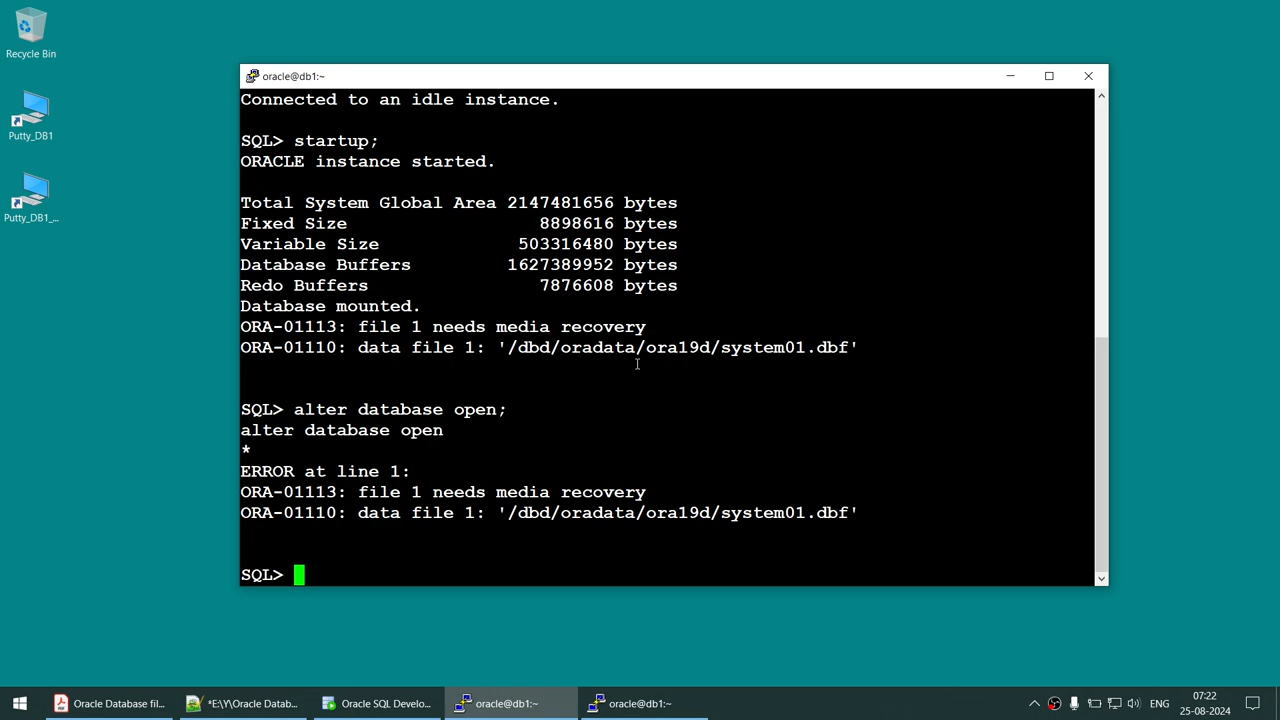 Recycle Bin
Putty_DB1
Putty_DB1_...
oracle@db1:~
Connected to an idle instance.
SQL> startup;
ORACLE instance started.
Total System Global Area 2147481656 bytes
Fixed Size 8898616 bytes
Variable Size 503316480 bytes
Database Buffers 1627389952 bytes
Redo Buffers 7876608 bytes
Database mounted.
ORA-01113: file 1 needs media recovery
ORA-01110: data file 1: '/dbd/oradata/ora19d/system01.dbf'
SQL> alter database open;
alter database open
*
ERROR at line 1:
ORA-01113: file 1 needs media recovery
ORA-01110: data file 1: '/dbd/oradata/ora19d/system01.dbf'
SQL>
Oracle Database fil...
*E:\Y\Oracle Datab...
Oracle SQL Develo...
oracle@db1:~
oracle@db1:~
ENG
07:22
25-08-2024